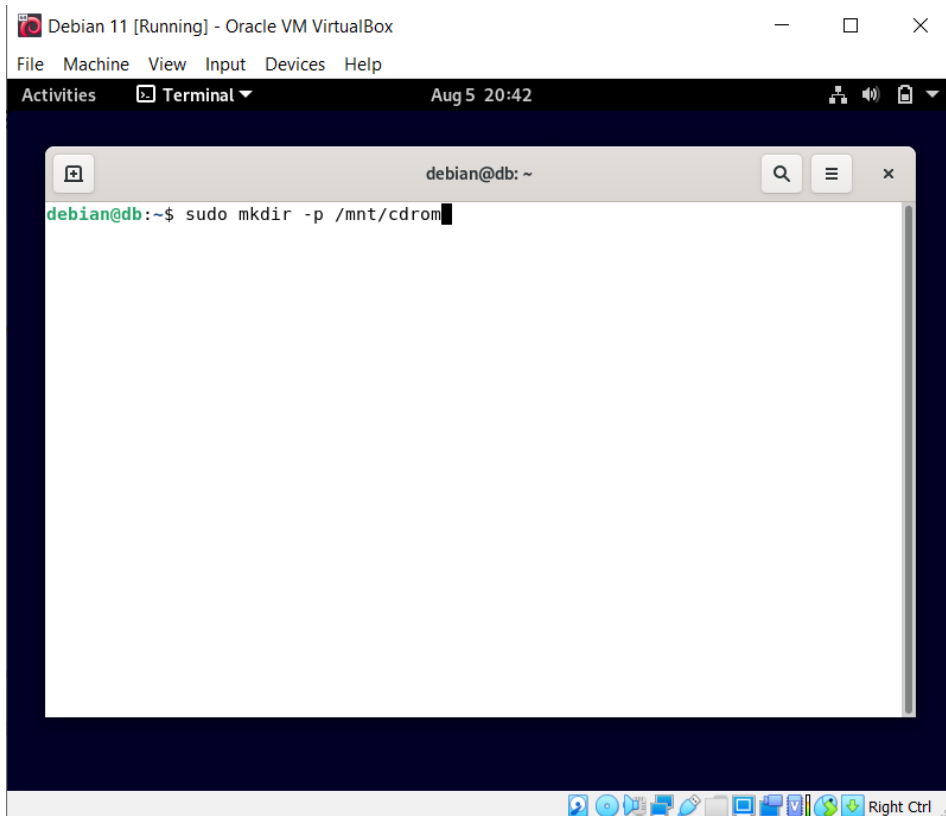 Debian 11 [Running] - Oracle VM VirtualBox
File Machine View Input Devices Help
Activities Terminal Aug 5 20:42
debian@db: ~
debian@db:~$ sudo mkdir -p /mnt/cdrom
Right Ctrl